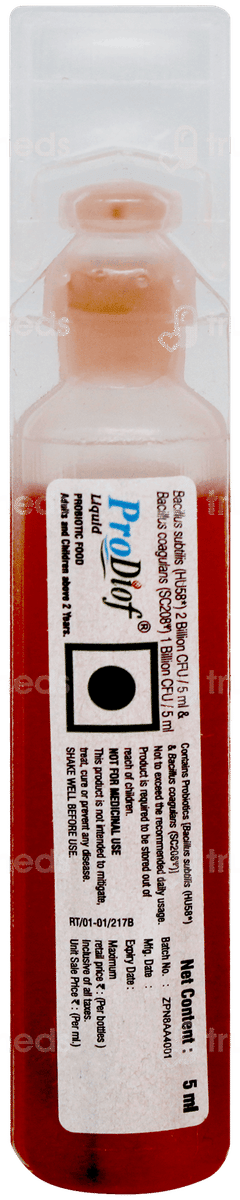 Bacillus subtilis (HU58®) 2 Billion CFU / 5 ml &
Bacillus coagulans (SC208®) 1 Billion CFU / 5 ml
ProDiof®
Liquid
PROBIOTIC FOOD
Adults and Children above 2 Years.
Contains Probiotics [Bacillus subtilis (HU58®)
& Bacillus coagulans (SC208®)]
Not to exceed the recommended daily usage.
Product is required to be stored out of
reach of children.
NOT FOR MEDICINAL USE
This product is not intended to mitigate,
treat, cure or prevent any disease.
SHAKE WELL BEFORE USE.
RT/01-01/217B
Net Content : 5 ml
Batch No. : ZPN8AA4001
Mfg. Date :
Expiry Date :
Maximum
retail price ₹ : (Per bottles)
Inclusive of all taxes.
Unit Sale Price ₹ : (Per ml.)